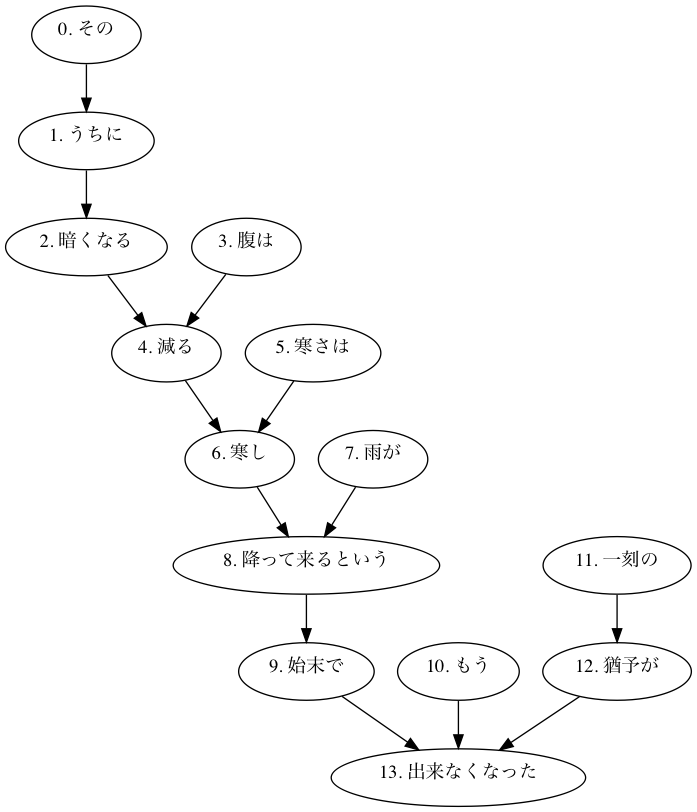 0. その
1. うちに
2. 暗くなる
3. 腹は
4. 減る
5. 寒さは
6. 寒し
7. 雨が
8. 降って来るという
11. 一刻の
9. 始末で
10. もう
12. 猶予が
13. 出来なくなった